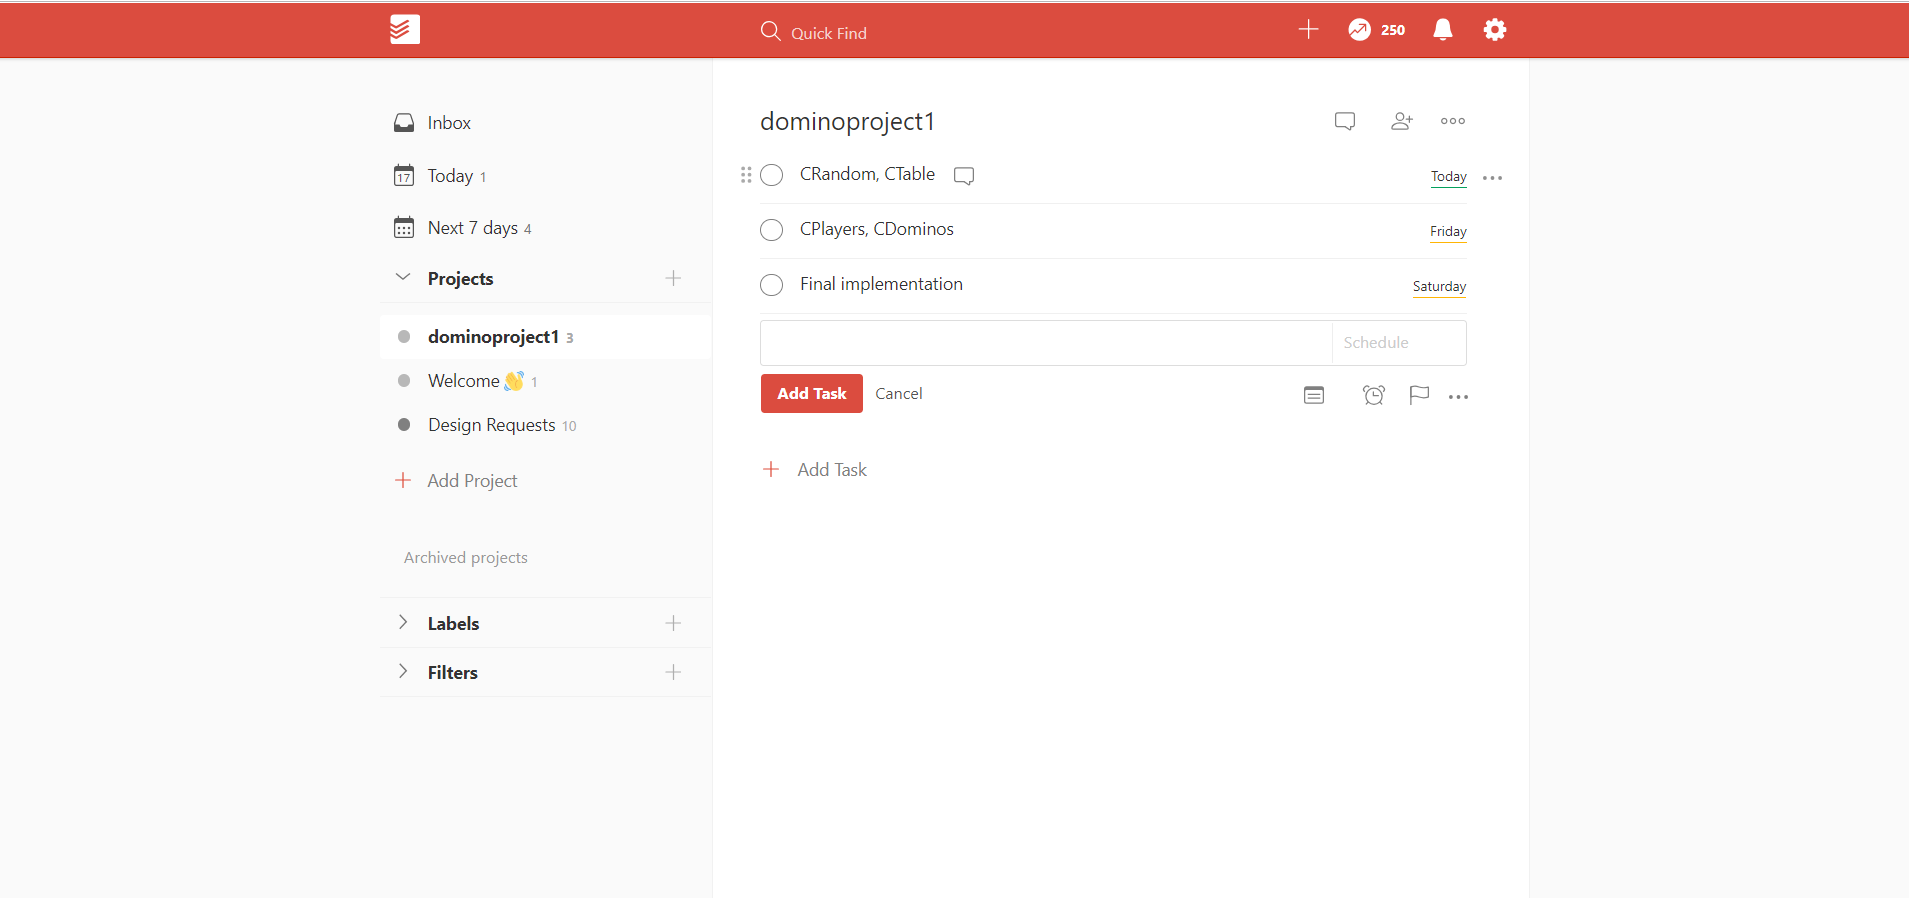 Quick Find
250
Inbox
17
Today 1
Next 7 days 4
Projects
dominoproject1 3
Welcome 👋 1
Design Requests 10
Add Project
Archived projects
Labels
Filters
dominoproject1
CRandom, CTable
Today
CPlayers, CDominos
Friday
Final implementation
Saturday
Schedule
Add Task
Cancel
Add Task